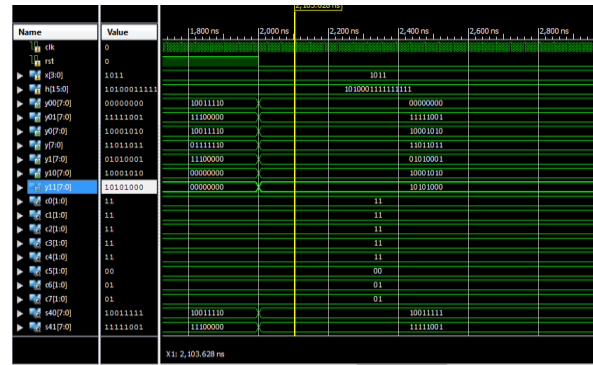 2,103.628 ns
Name Value 1,800 ns 2,000 ns 2,200 ns 2,400 ns 2,600 ns 2,800 ns
clk 0
rst 0
x[3:0] 1011 1011
h[15:0] 10100011111 1010001111111111
y00[7:0] 00000000 10011110 00000000
y01[7:0] 11111001 11100000 11111001
y0[7:0] 10001010 10011110 10001010
y[7:0] 11011011 01111110 11011011
y1[7:0] 01010001 11100000 01010001
y10[7:0] 10001010 00000000 10001010
y11[7:0] 10101000 00000000 10101000
c0[1:0] 11 11
c1[1:0] 11 11
c2[1:0] 11 11
c3[1:0] 11 11
c4[1:0] 11 11
c5[1:0] 00 00
c6[1:0] 01 01
c7[1:0] 01 01
s40[7:0] 10011111 10011110 10011111
s41[7:0] 11111001 11100000 11111001
X1: 2,103.628 ns